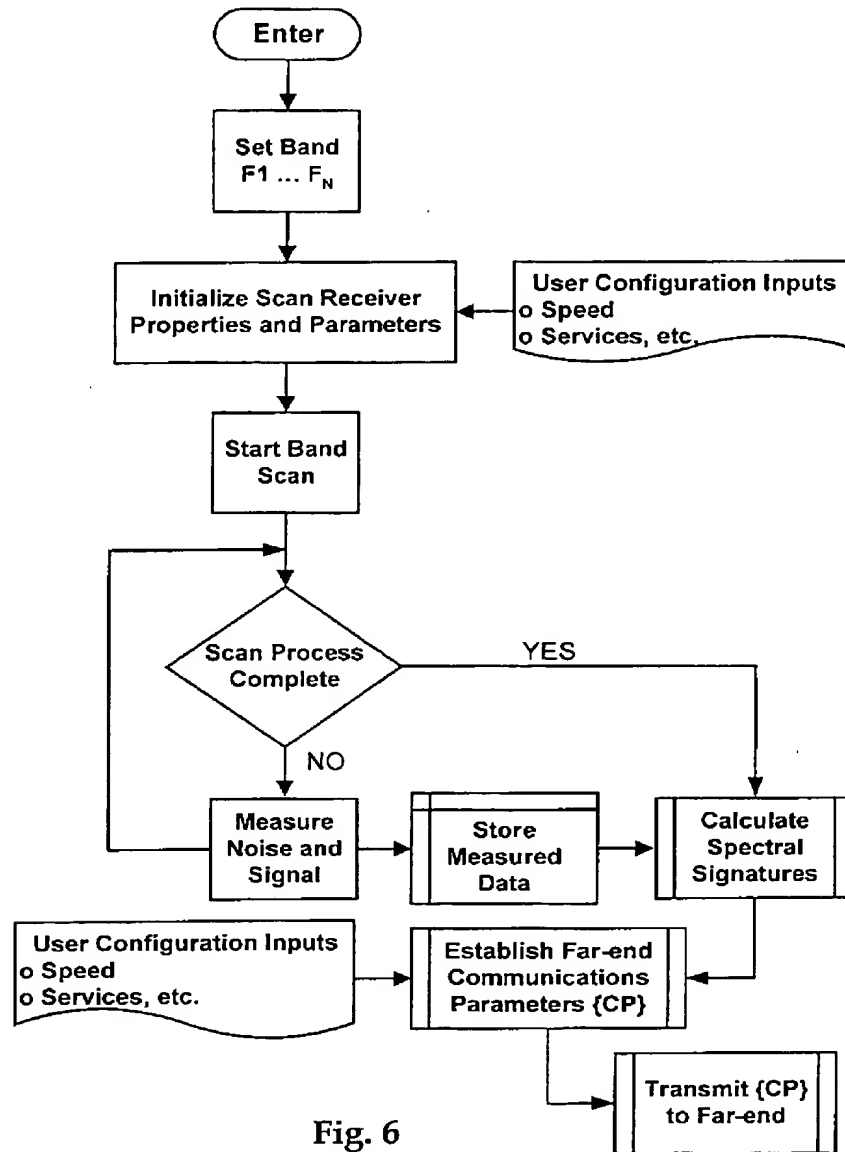 Enter
Set Band
F1 ... FN
Initialize Scan Receiver
Properties and Parameters
User Configuration Inputs
o Speed
o Services, etc.
Start Band
Scan
Scan Process
Complete
YES
NO
Measure
Noise and
Signal
Store
Measured
Data
Calculate
Spectral
Signatures
User Configuration Inputs
o Speed
o Services, etc.
Establish Far-end
Communications
Parameters {CP}
Transmit {CP}
to Far-end
Fig. 6